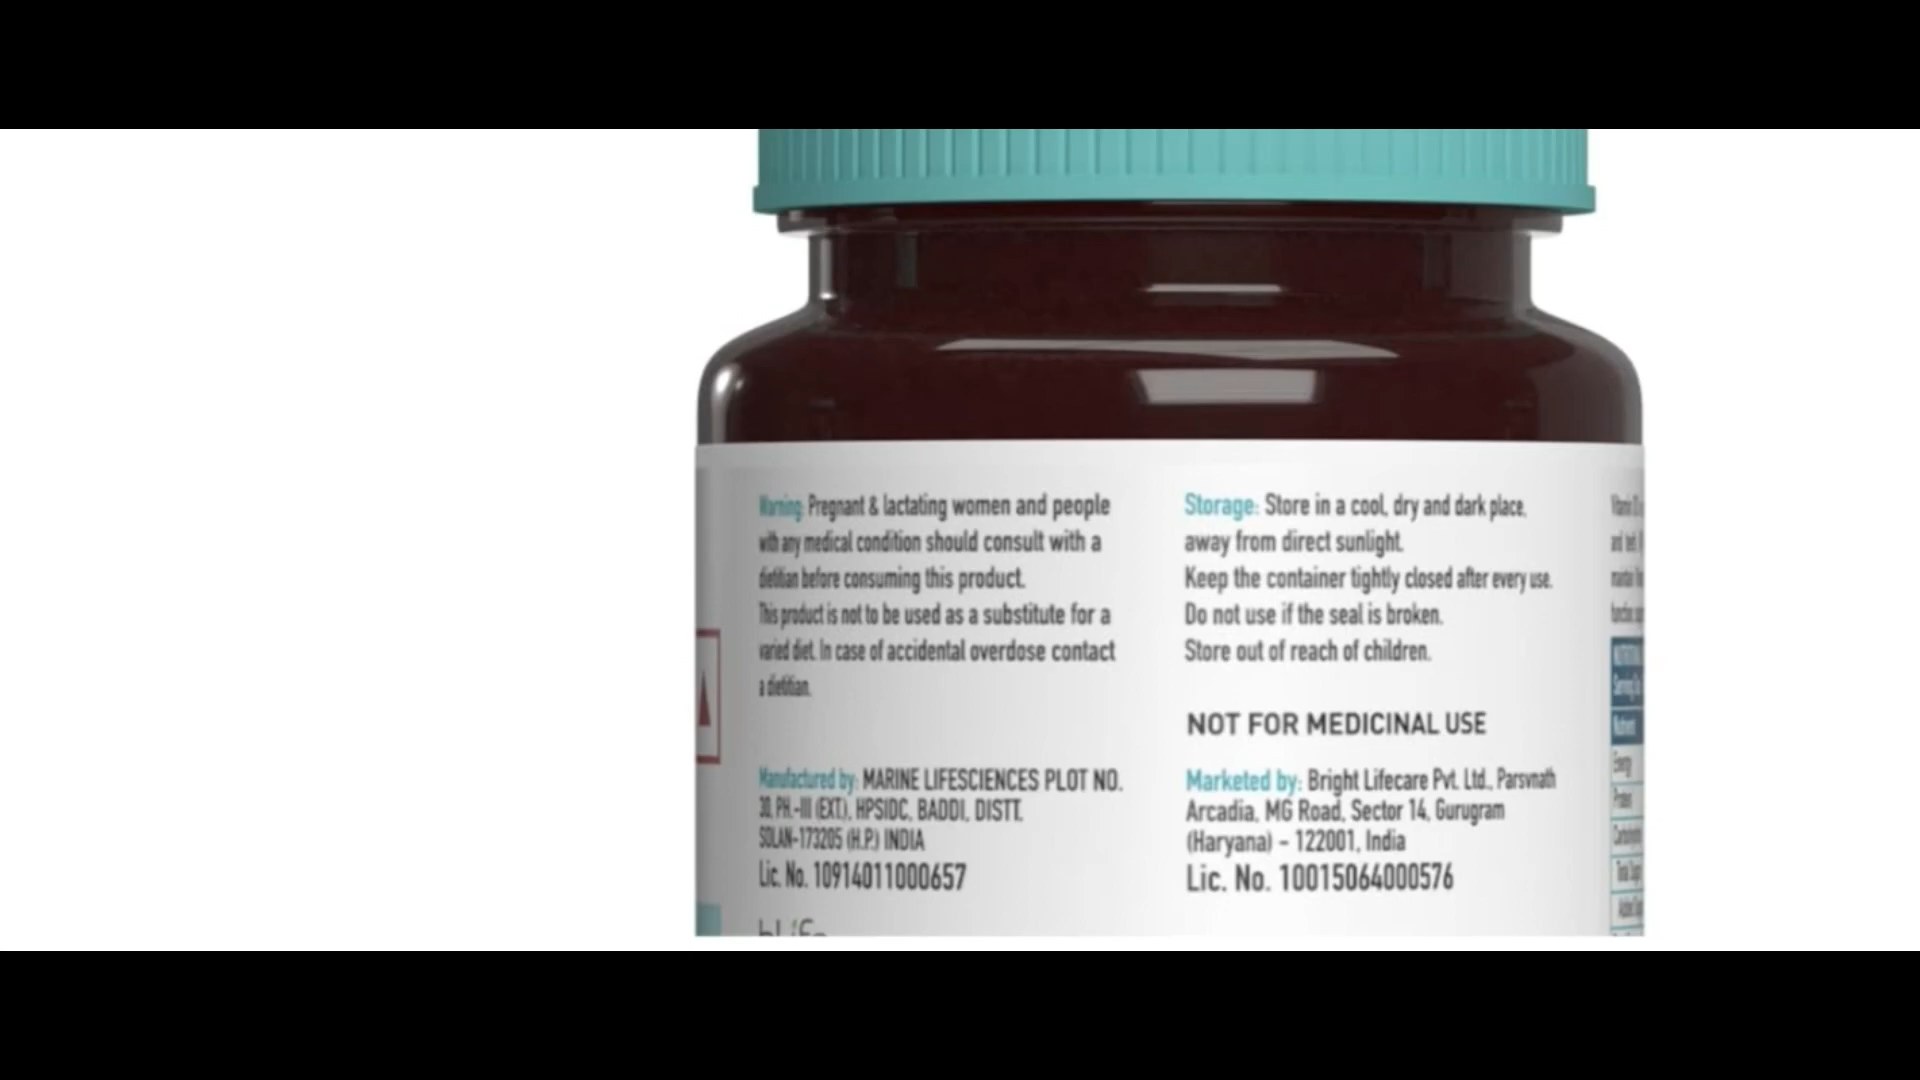 Warning: Pregnant & lactating women and people
with any medical condition should consult with a
dietitian before consuming this product.
This product is not to be used as a substitute for a
varied diet. In case of accidental overdose contact
a dietitian.
Manufactured by: MARINE LIFESCIENCES PLOT NO.
30, PH.-III (EXT.), HPSIDC, BADDI, DISTT.
SOLAN-173205 (H.P.) INDIA
Lic. No. 10914011000657
Storage: Store in a cool, dry and dark place,
away from direct sunlight.
Keep the container tightly closed after every use.
Do not use if the seal is broken.
Store out of reach of children.
NOT FOR MEDICINAL USE
Marketed by: Bright Lifecare Pvt. Ltd., Parsvnath
Arcadia, MG Road, Sector 14, Gurugram
(Haryana) - 122001, India
Lic. No. 10015064000576
Energy
Protein